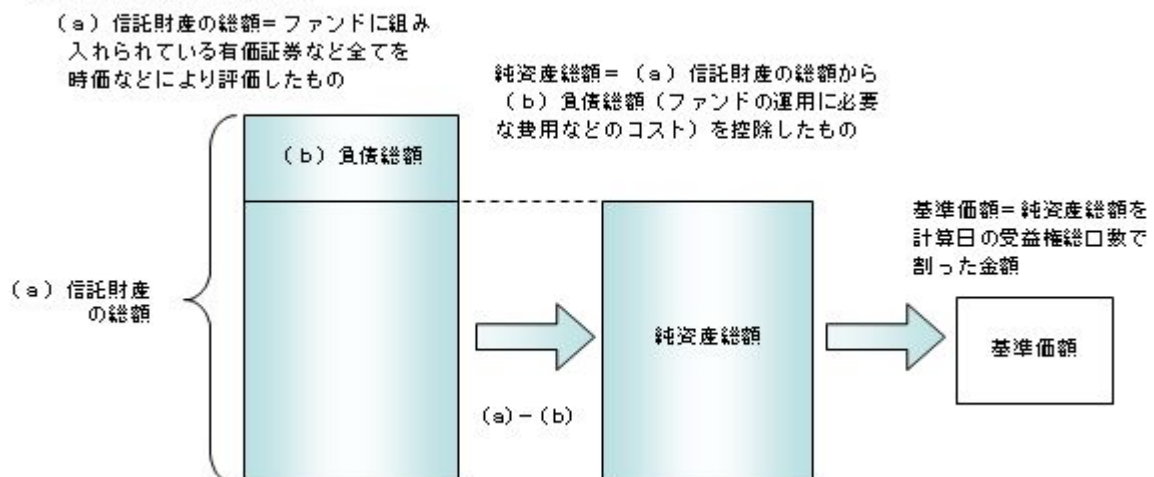 （a）信託財産の総額＝ファンドに組み
入れられている有価証券など全てを
時価などにより評価したもの
純資産総額＝（a）信託財産の総額から
（b）負債総額（ファンドの運用に必要
な費用などのコスト）を控除したもの
（b）負債総額
基準価額＝純資産総額を
計算日の受益権総口数で
割った金額
（a）信託財産
の総額
純資産総額
基準価額
（a）－（b）